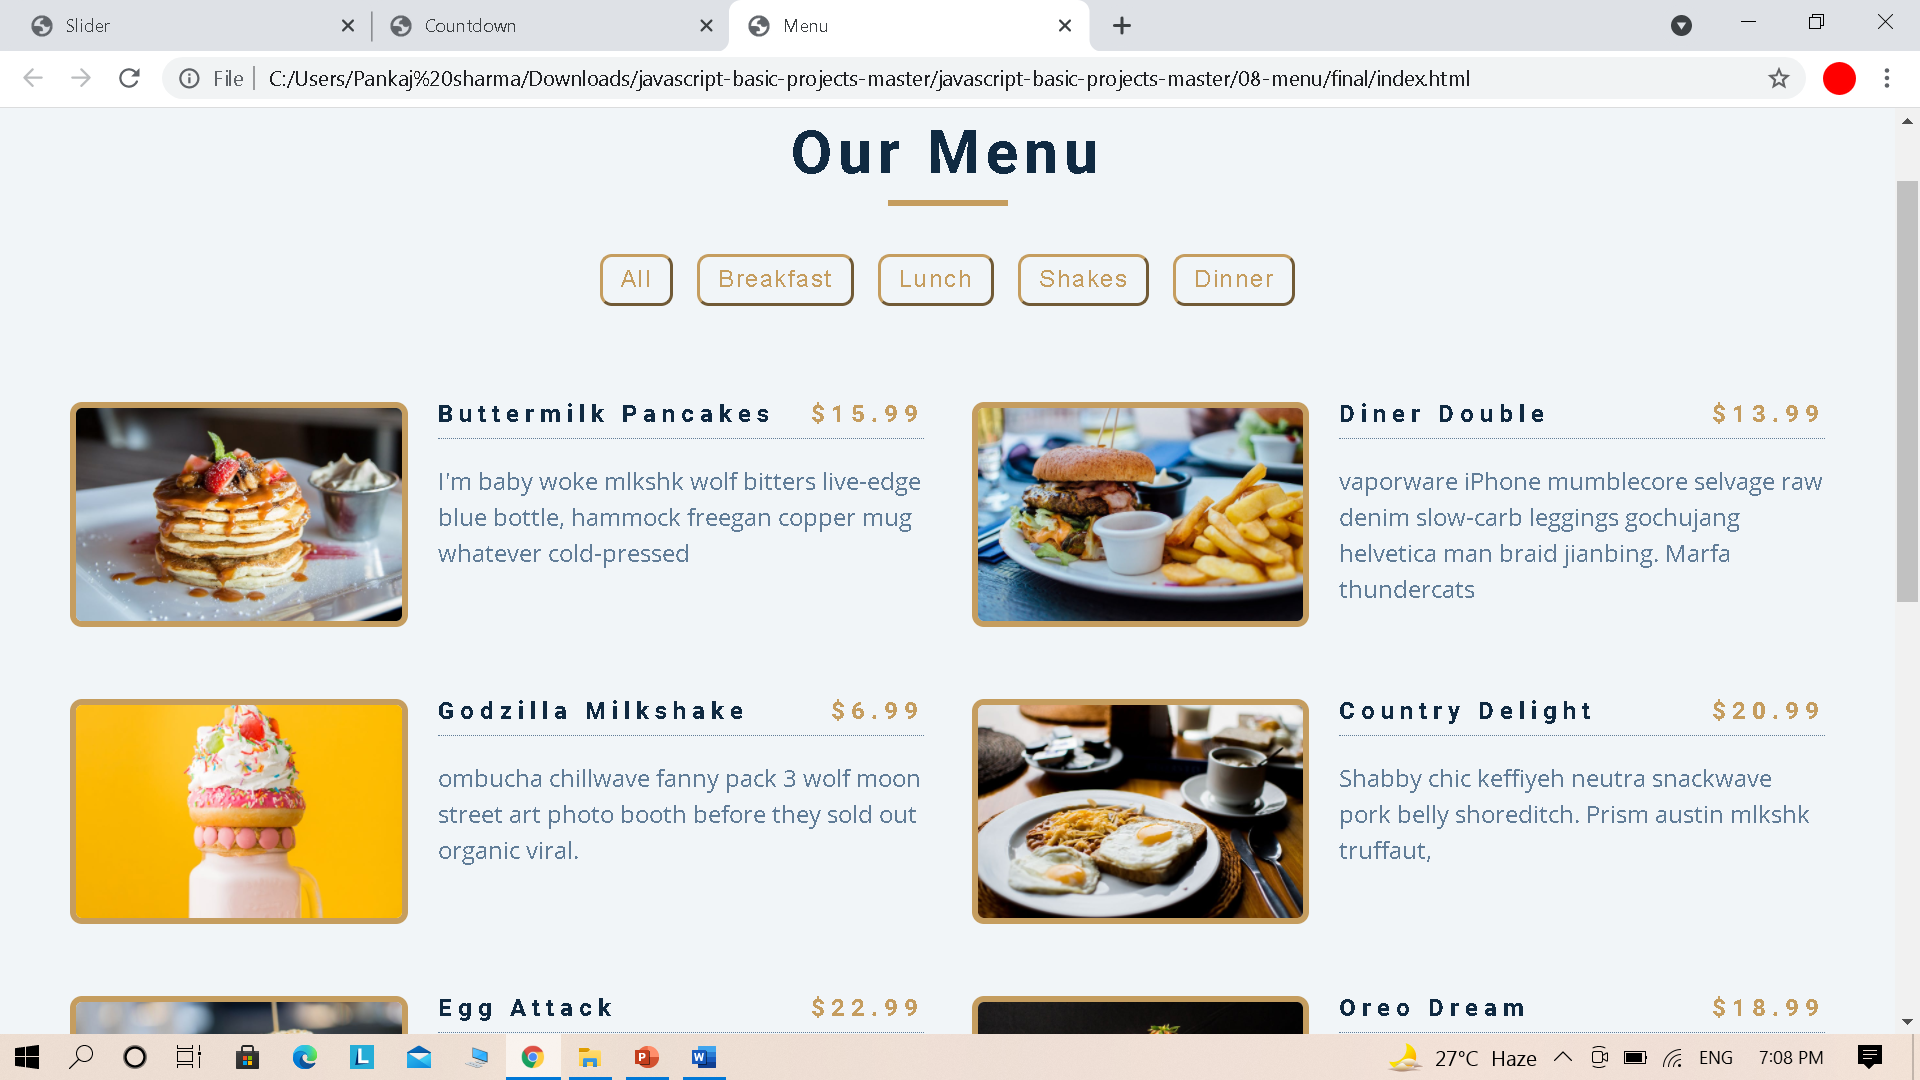 Slider
Countdown
Menu
File
C:/Users/Pankaj%20sharma/Downloads/javascript-basic-projects-master/javascript-basic-projects-master/08-menu/final/index.html
Our Menu
All
Breakfast
Lunch
Shakes
Dinner
Buttermilk Pancakes $15.99
I'm baby woke mlkshk wolf bitters live-edge
blue bottle, hammock freegan copper mug
whatever cold-pressed
Diner Double $13.99
vaporware iPhone mumblecore selvage raw
denim slow-carb leggings gochujang
helvetica man braid jianbing. Marfa
thundercats
Godzilla Milkshake $6.99
ombucha chillwave fanny pack 3 wolf moon
street art photo booth before they sold out
organic viral.
Country Delight $20.99
Shabby chic keffiyeh neutra snackwave
pork belly shoreditch. Prism austin mlkshk
truffaut,
Egg Attack $22.99
Oreo Dream $18.99
L
P
W
27°C Haze
ENG
7:08 PM